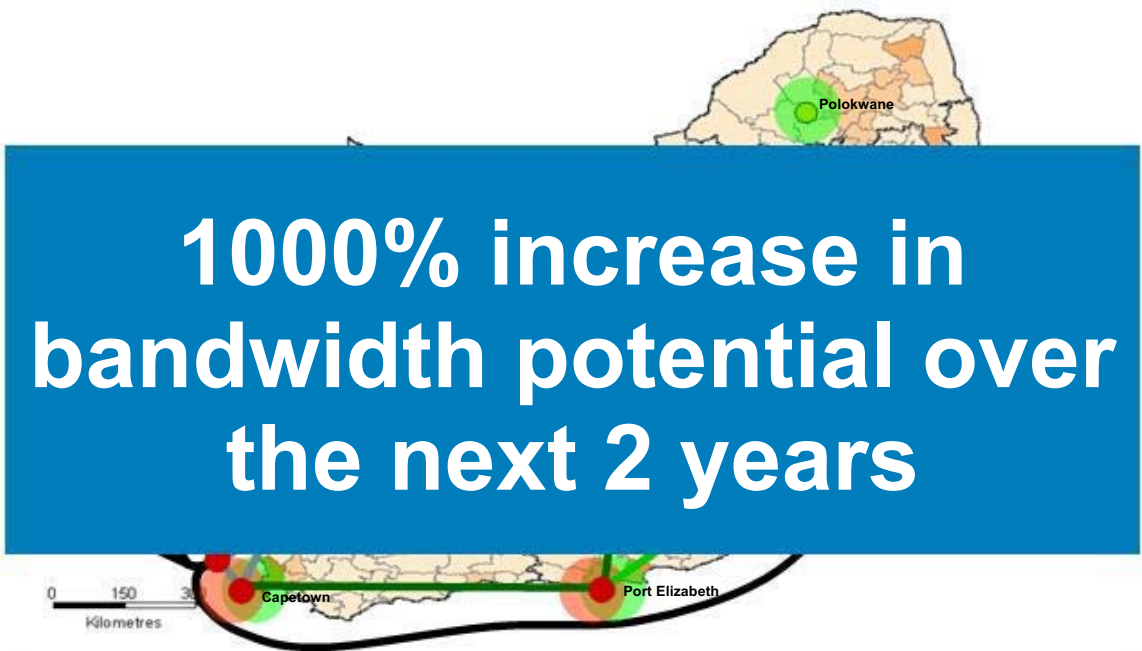 Polokwane
1000% increase in
bandwidth potential over
the next 2 years
0 150
Kilometres
Capetown
Port Elizabeth